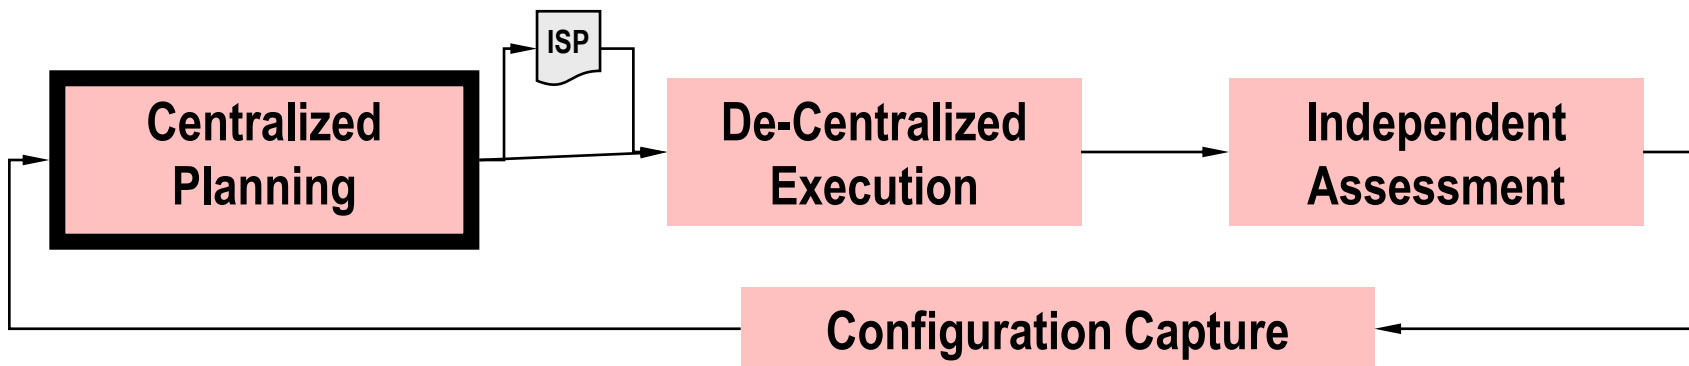 ISP
Centralized
Planning
De-Centralized
Execution
Independent
Assessment
Configuration Capture